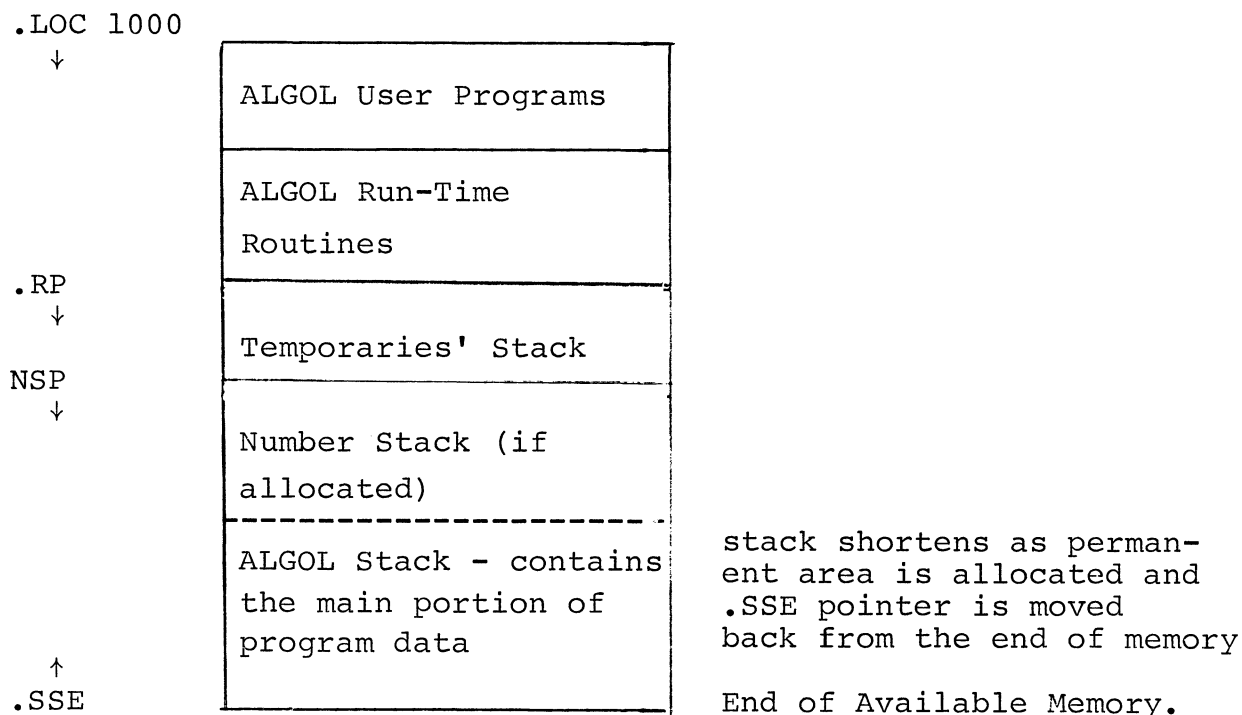 .LOC 1000
↓
ALGOL User Programs
ALGOL Run-Time
Routines
.RP
↓
Temporaries' Stack
NSP
↓
Number Stack (if
allocated)
ALGOL Stack - contains
the main portion of
program data
stack shortens as perman-
ent area is allocated and
.SSE pointer is moved
back from the end of memory
↑
.SSE
End of Available Memory.